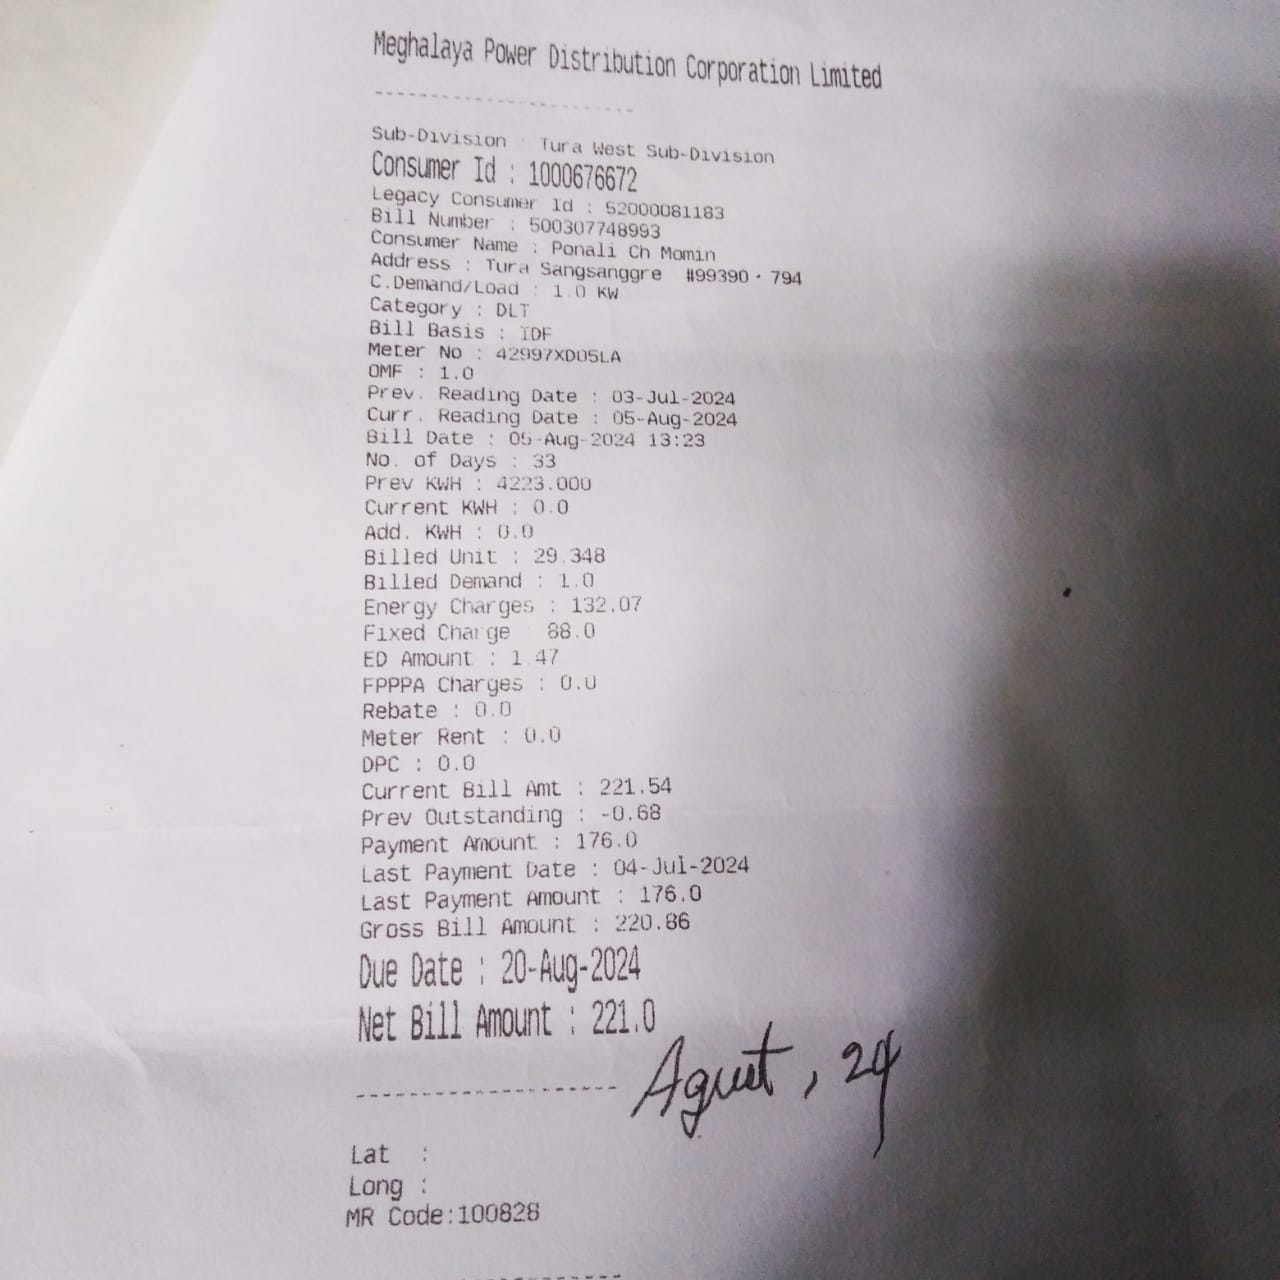 Meghalaya Power Distribution Corporation Limited
-----------------------
Sub-Division : Tura West Sub-Division
Consumer Id : 1000676672
Legacy Consumer Id : 52000081183
Bill Number : 500307748993
Consumer Name : Ponali Ch Momin
Address : Tura Sangsanggre #99390·794
C.Demand/Load : 1.0 KW
Category : DLT
Bill Basis : IDF
Meter No : 42997XD05LA
OMF : 1.0
Prev. Reading Date : 03-Jul-2024
Curr. Reading Date : 05-Aug-2024
Bill Date : 05-Aug-2024 13:23
No. of Days : 33
Prev KWH : 4223.000
Current KWH : 0.0
Add. KWH : 0.0
Billed Unit : 29.348
Billed Demand : 1.0
Energy Charges : 132.07
Fixed Charge : 88.0
ED Amount : 1.47
FPPPA Charges : 0.0
Rebate : 0.0
Meter Rent : 0.0
DPC : 0.0
Current Bill Amt : 221.54
Prev Outstanding : -0.68
Payment Amount : 176.0
Last Payment Date : 04-Jul-2024
Last Payment Amount : 176.0
Gross Bill Amount : 220.86
Due Date : 20-Aug-2024
Net Bill Amount : 221.0
-----------------------
Agust, 24
Lat :
Long :
MR Code:100828